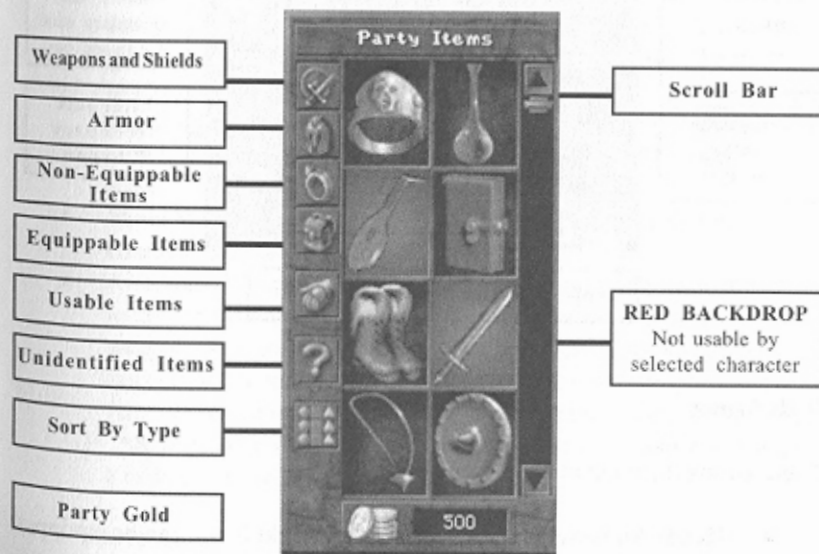 Party Items
Weapons and Shields
Armor
Non-Equippable
Items
Equippable Items
Usable Items
Unidentified Items
Sort By Type
Party Gold
Scroll Bar
RED BACKDROP
Not usable by
selected character
?
500